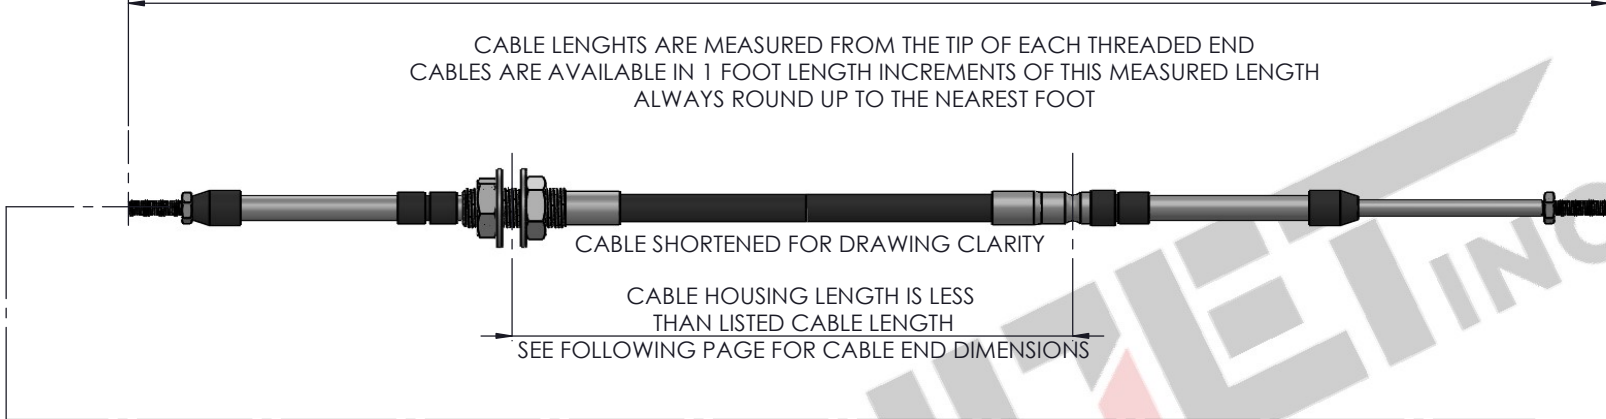 CABLE LENGHTS ARE MEASURED FROM THE TIP OF EACH THREADED END
CABLES ARE AVAILABLE IN 1 FOOT LENGTH INCREMENTS OF THIS MEASURED LENGTH
ALWAYS ROUND UP TO THE NEAREST FOOT
CABLE SHORTENED FOR DRAWING CLARITY
CABLE HOUSING LENGTH IS LESS
THAN LISTED CABLE LENGTH
SEE FOLLOWING PAGE FOR CABLE END DIMENSIONS
INC